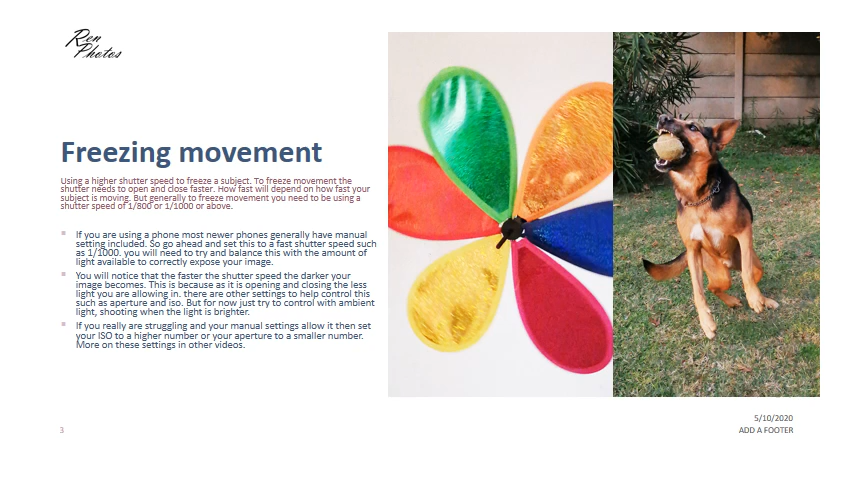 Ren
Photos
Freezing movement
Using a higher shutter speed to freeze a subject. To freeze movement the
shutter needs to open and close faster. How fast will depend on how fast your
subject is moving. But generally to freeze movement you need to be using a
shutter speed of 1/800 or 1/1000 or above.
If you are using a phone most newer phones generally have manual
setting included. So go ahead and set this to a fast shutter speed such
as 1/1000. you will need to try and balance this with the amount of
light available to correctly expose your image.
You will notice that the faster the shutter speed the darker your
image becomes. This is because as it is opening and closing the less
light you are allowing in. there are other settings to help control this
such as aperture and iso. But for now just try to control with ambient
light, shooting when the light is brighter.
If you really are struggling and your manual settings allow it then set
your ISO to a higher number or your aperture to a smaller number.
More on these settings in other videos.
5/10/2020
3
ADD A FOOTER